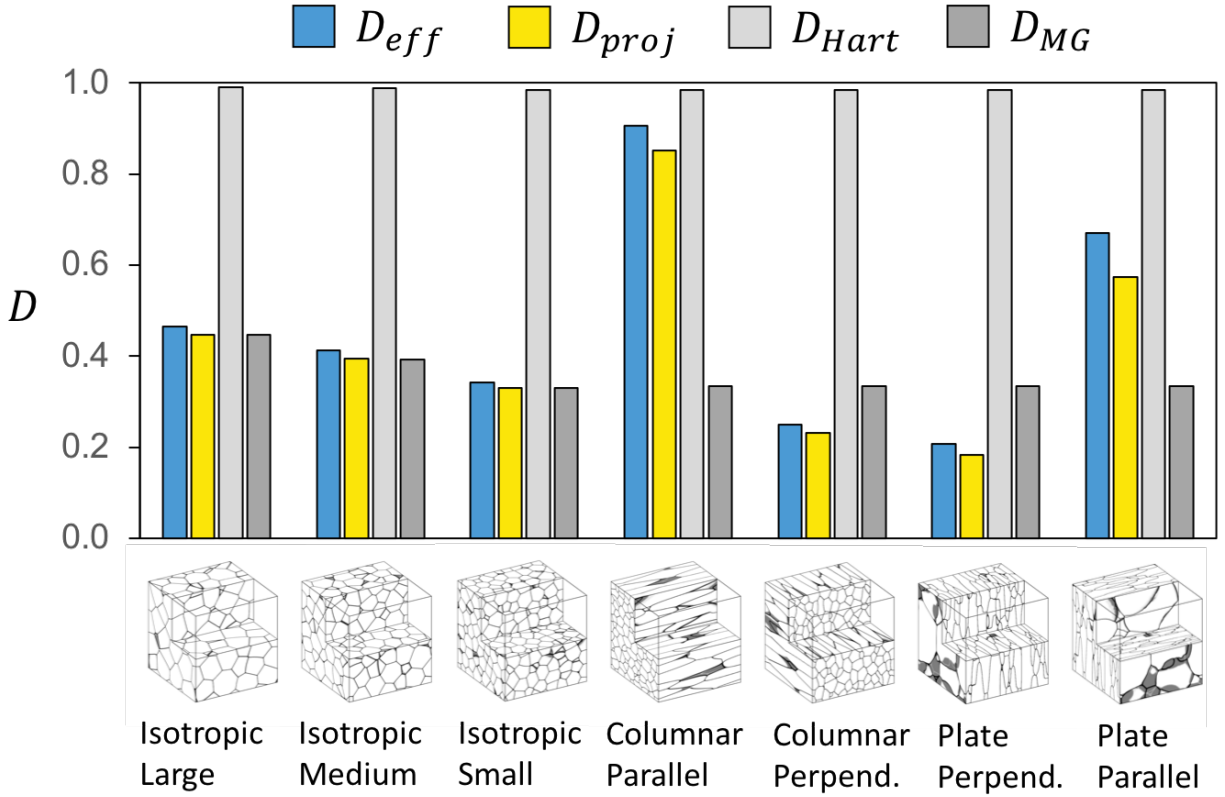 D_eff D_proj D_Hart D_MG
1.0
0.8
0.6
0.4
0.2
0.0
D
Isotropic Large
Isotropic Medium
Isotropic Small
Columnar Parallel
Columnar Perpend.
Plate Perpend.
Plate Parallel